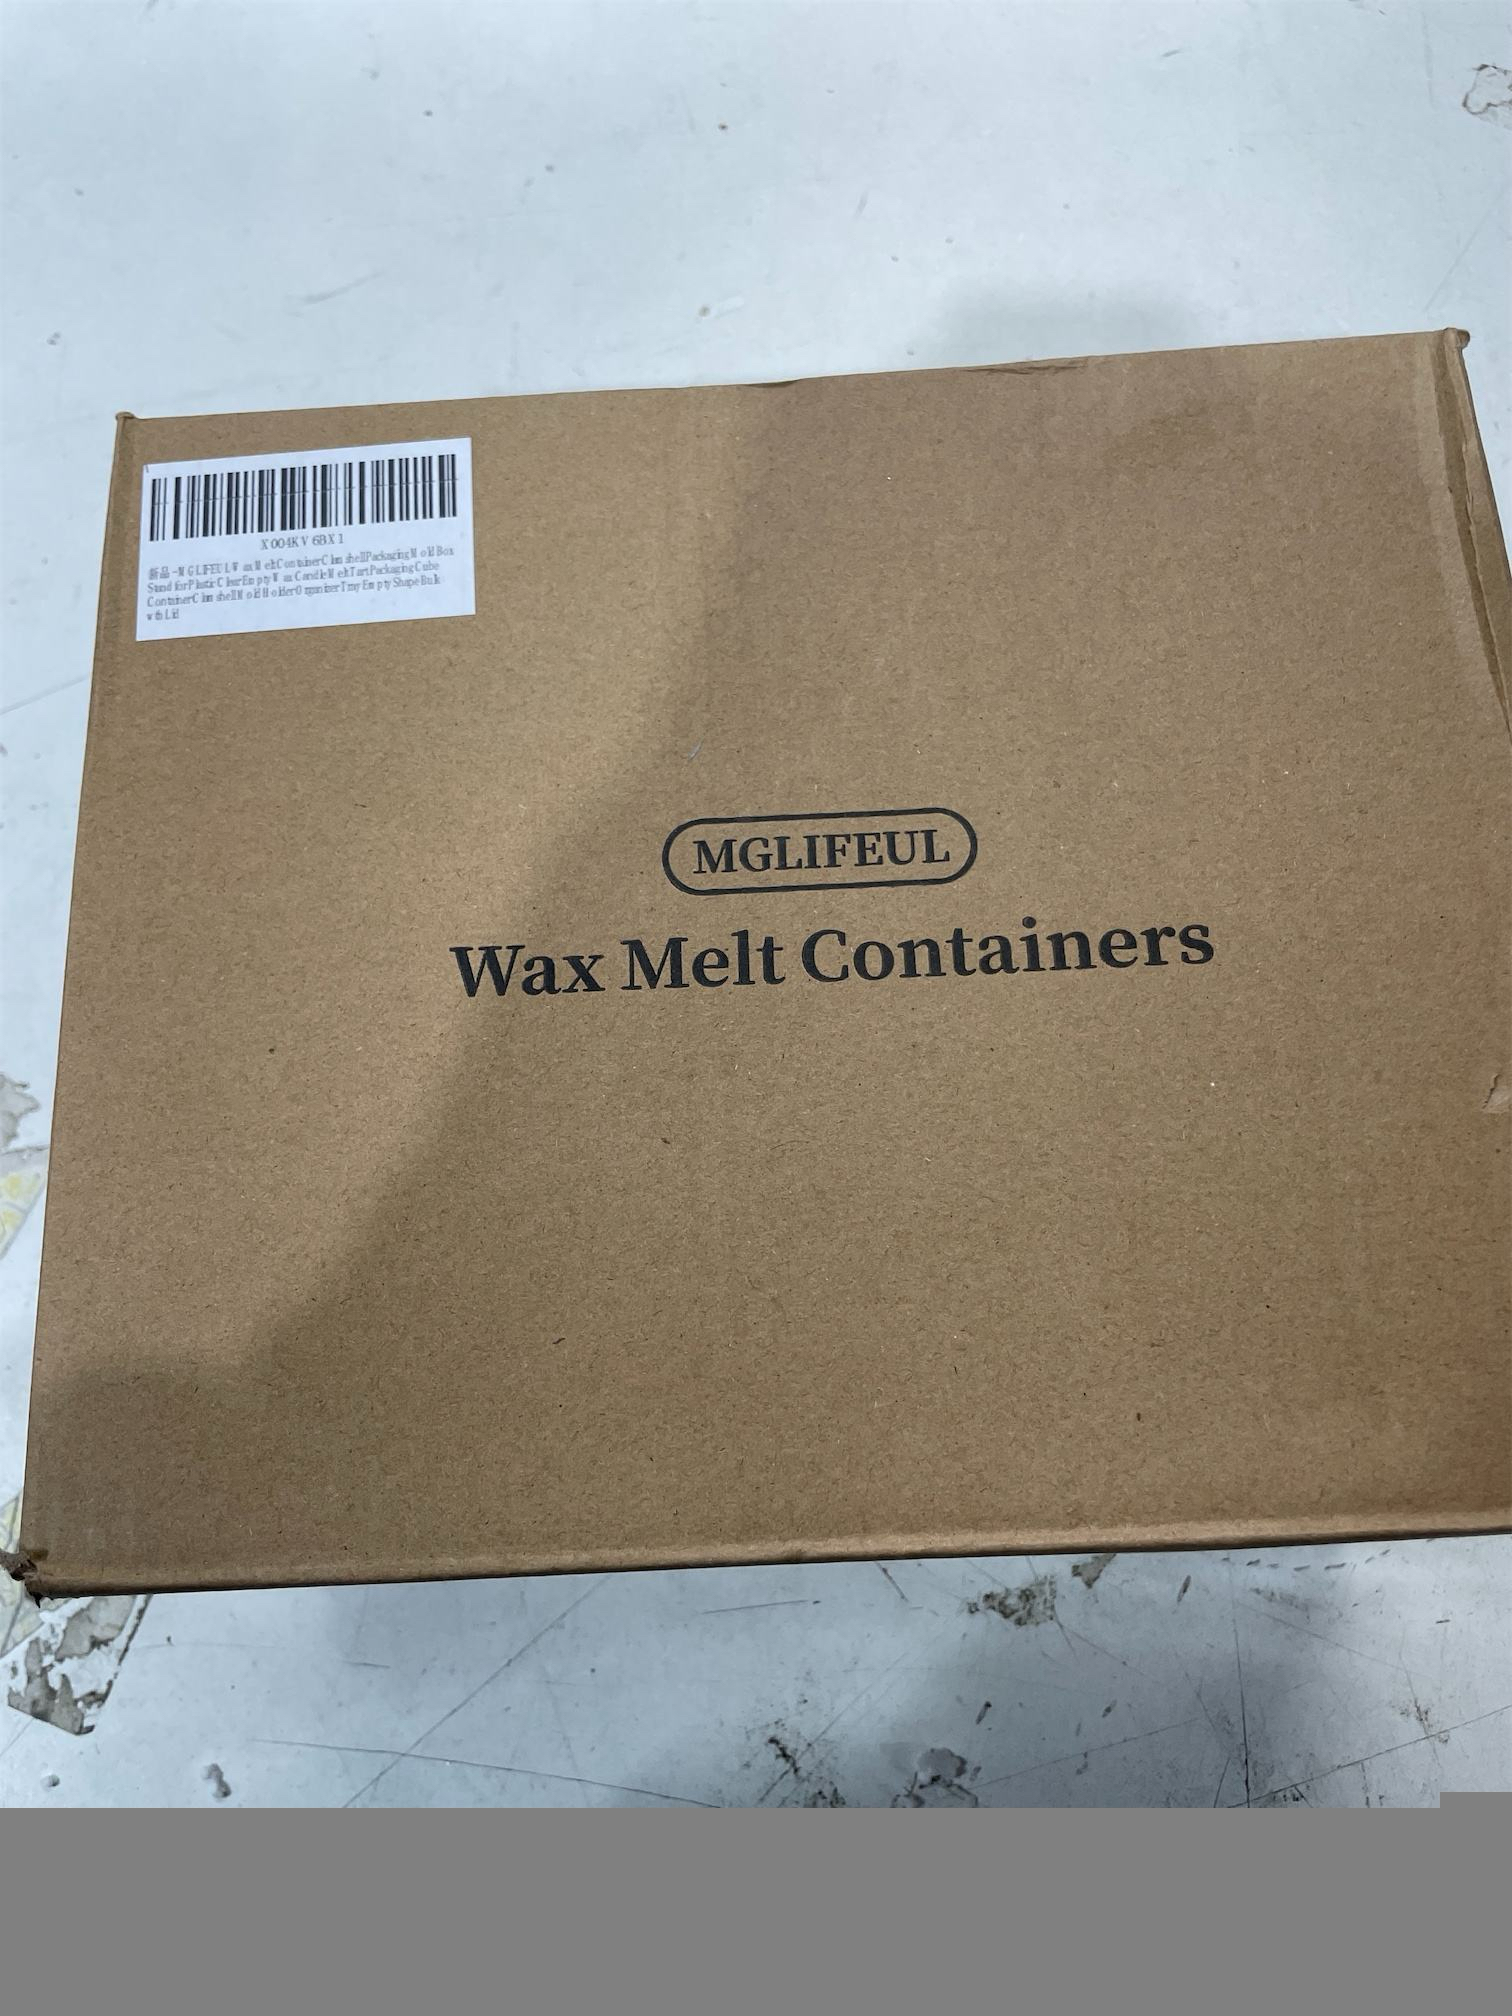 X004KV6BX1
新品 - MGLIFEUL Wax Melt Container Clamshell Packaging Mold Box
Stand for Plastic Clear Empty Wax Candle Melt Tart Packaging Cube
Container Clamshell Mold Holder Organizer Tray Empty Shape Bulk
with Lid
MGLIFEUL
Wax Melt Containers